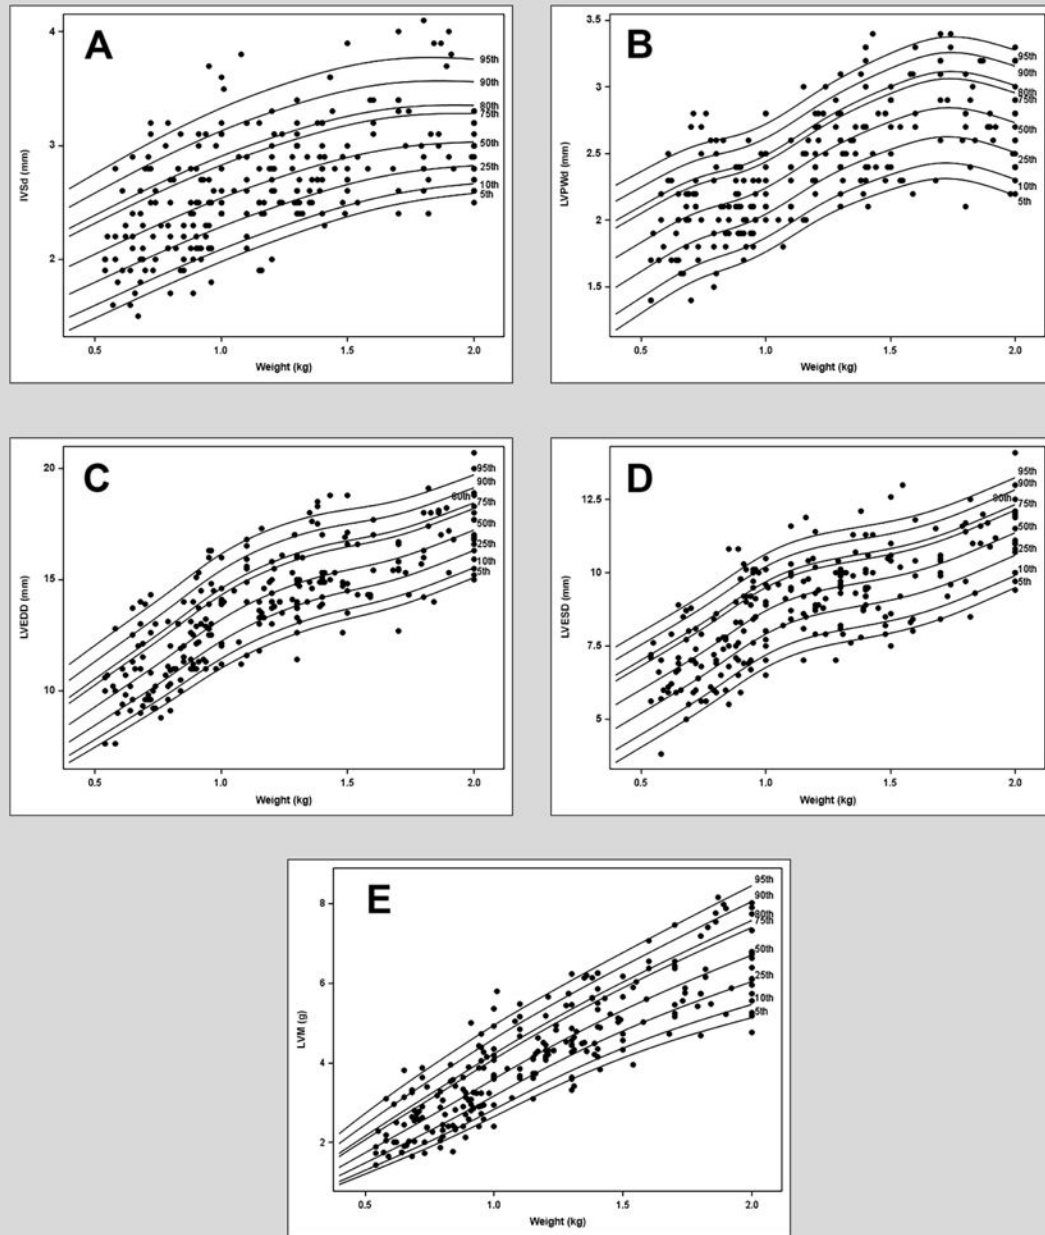 A
IVSd (mm)
4
3
2
95th
90th
80th
75th
50th
25th
10th
5th
0.5 1.0 1.5 2.0
Weight (kg)
B
LVPWd (mm)
3.5
3.0
2.5
2.0
1.5
95th
90th
80th
75th
50th
25th
10th
5th
0.5 1.0 1.5 2.0
Weight (kg)
C
LVEDD (mm)
20
15
10
95th
90th
80th
75th
50th
25th
10th
5th
0.5 1.0 1.5 2.0
Weight (kg)
D
LVESD (mm)
12.5
10
7.5
5
95th
90th
80th
75th
50th
25th
10th
5th
0.5 1.0 1.5 2.0
Weight (kg)
E
LVM (g)
8
6
4
2
95th
90th
80th
75th
50th
25th
10th
5th
0.5 1.0 1.5 2.0
Weight (kg)